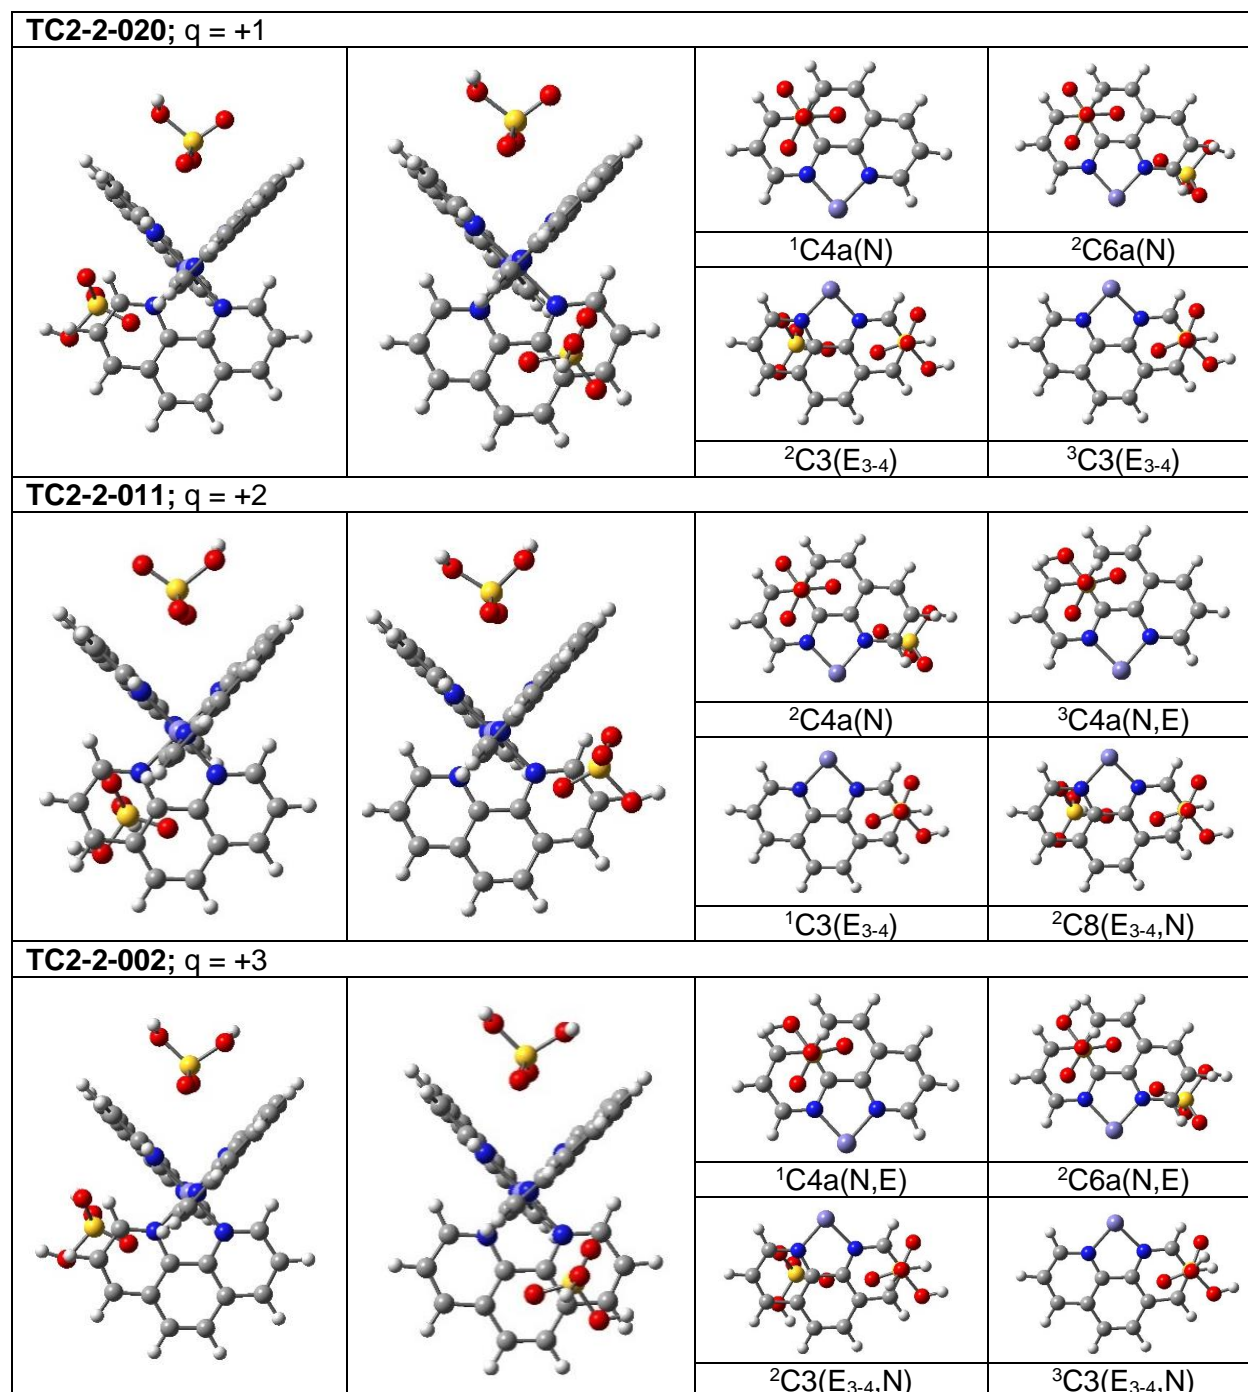 TC2-2-020; q = +1
¹C4a(N)
²C6a(N)
²C3(E₃₋₄)
³C3(E₃₋₄)
TC2-2-011; q = +2
²C4a(N)
³C4a(N,E)
¹C3(E₃₋₄)
²C8(E₃₋₄,N)
TC2-2-002; q = +3
¹C4a(N,E)
²C6a(N,E)
²C3(E₃₋₄,N)
³C3(E₃₋₄,N)